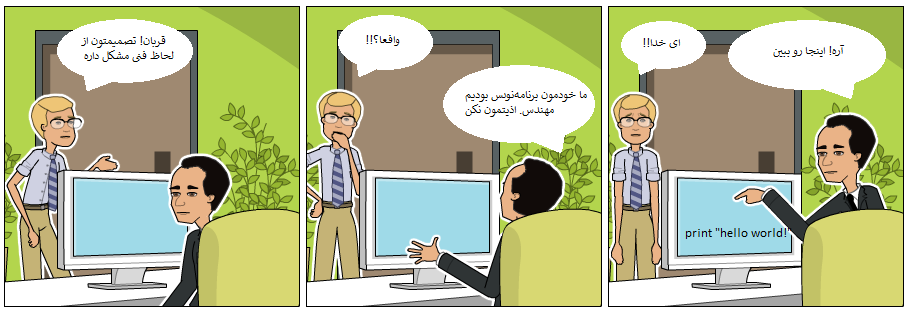 قربان! تصمیمتون از
لحاظ فنی مشکل داره
وافعا؟!!
ما خودمون برنامه‌نویس بودیم
مهندس. اذیتمون نکن
ای خدا!!
آره! اینجا رو ببین
print "hello world!